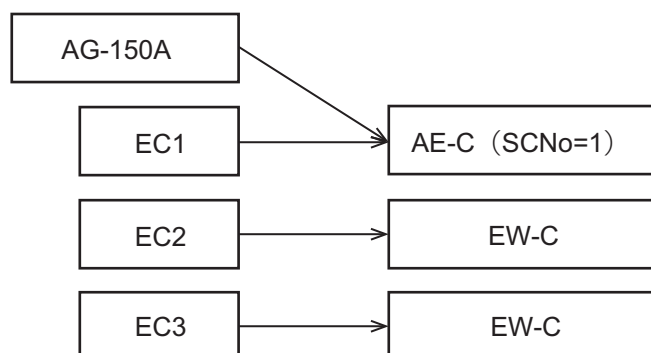 AG-150A
EC1
AE-C（SCNo=1）
EC2
EW-C
EC3
EW-C